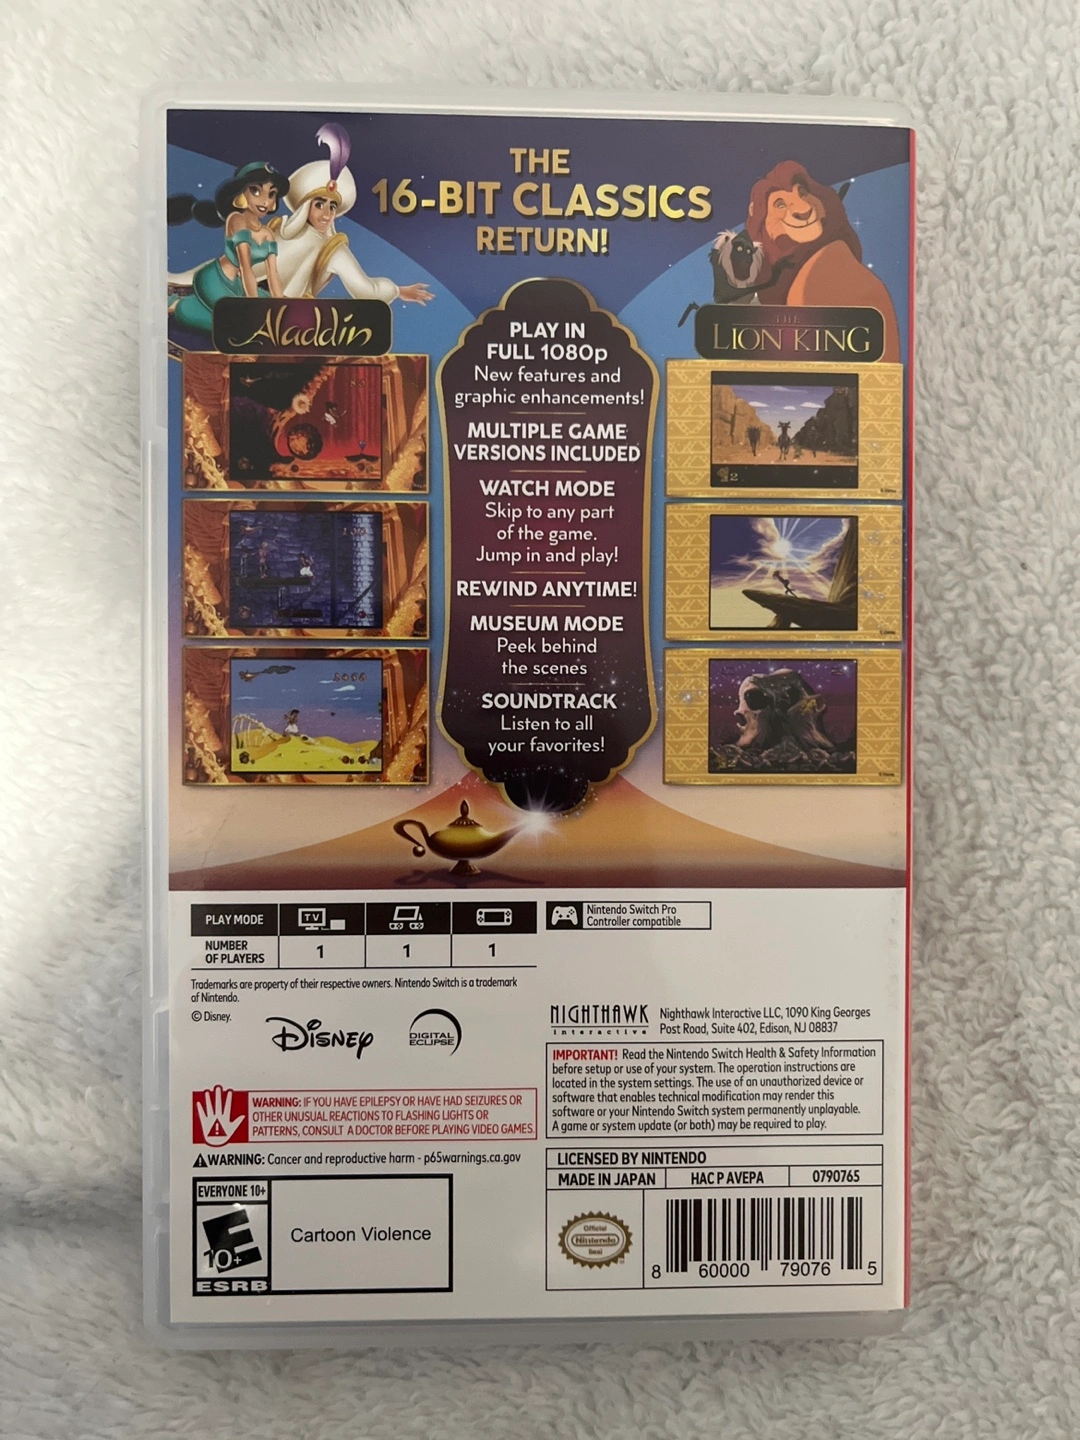 THE
16-BIT CLASSICS
RETURN!
Aladdin
THE
LION KING
PLAY IN
FULL 1080p
New features and
graphic enhancements!
MULTIPLE GAME
VERSIONS INCLUDED
WATCH MODE
Skip to any part
of the game.
Jump in and play!
REWIND ANYTIME!
MUSEUM MODE
Peek behind
the scenes
SOUNDTRACK
Listen to all
your favorites!
PLAY MODE
TV
NUMBER
OF PLAYERS
1
1
1
Nintendo Switch Pro
Controller compatible
Trademarks are property of their respective owners. Nintendo Switch is a trademark
of Nintendo.
© Disney.
Disney
DIGITAL
ECLIPSE
NIGHTHAWK
interactive
Nighthawk Interactive LLC, 1090 King Georges
Post Road, Suite 402, Edison, NJ 08837
IMPORTANT! Read the Nintendo Switch Health & Safety Information
before setup or use of your system. The operation instructions are
located in the system settings. The use of an unauthorized device or
software that enables technical modification may render this
software or your Nintendo Switch system permanently unplayable.
A game or system update (or both) may be required to play.
WARNING: IF YOU HAVE EPILEPSY OR HAVE HAD SEIZURES OR
OTHER UNUSUAL REACTIONS TO FLASHING LIGHTS OR
PATTERNS, CONSULT A DOCTOR BEFORE PLAYING VIDEO GAMES.
WARNING: Cancer and reproductive harm - p65warnings.ca.gov
EVERYONE 10+
E
10+
ESRB
Cartoon Violence
LICENSED BY NINTENDO
MADE IN JAPAN
HAC P AVEPA
0790765
Official
Nintendo
Seal
8 60000 79076 5